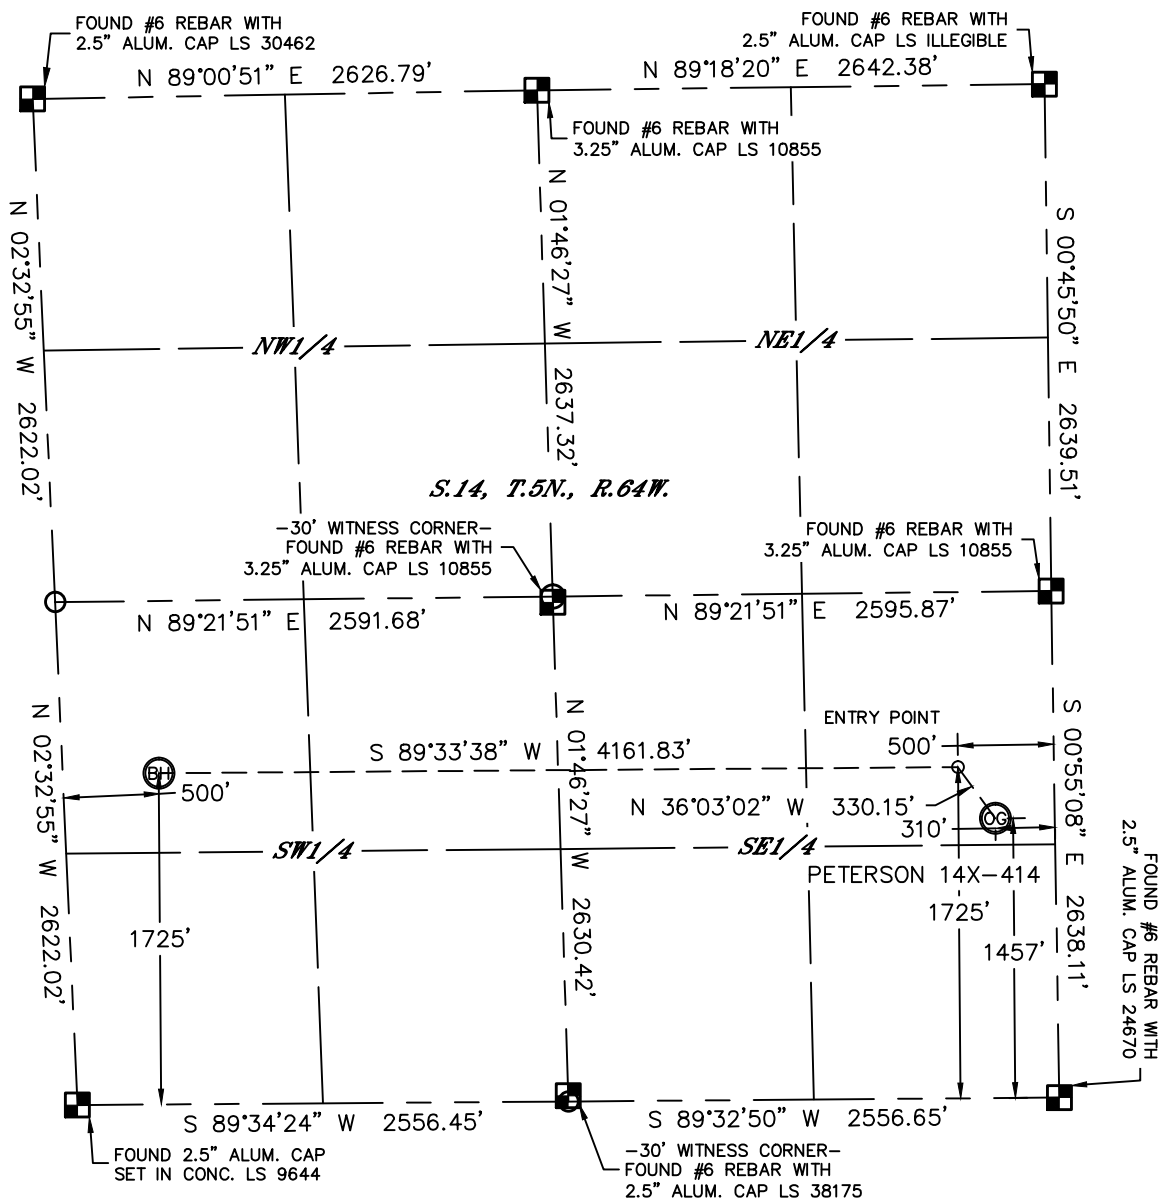 FOUND #6 REBAR WITH
2.5" ALUM. CAP LS 30462
FOUND #6 REBAR WITH
2.5" ALUM. CAP LS ILLEGIBLE
N 89°00'51" E 2626.79'
N 89°18'20" E 2642.38'
FOUND #6 REBAR WITH
3.25" ALUM. CAP LS 10855
N 02°32'55" W 2622.02'
N 01°46'27" W 2637.32'
S 00°45'50" E 2639.51'
NW1/4
NE1/4
S.14, T.5N., R.64W.
-30' WITNESS CORNER-
FOUND #6 REBAR WITH
3.25" ALUM. CAP LS 10855
FOUND #6 REBAR WITH
3.25" ALUM. CAP LS 10855
N 89°21'51" E 2591.68'
N 89°21'51" E 2595.87'
N 02°32'55" W 2622.02'
N 01°46'27" W 2630.42'
S 00°55'08" E 2638.11'
ENTRY POINT
500'
S 89°33'38" W 4161.83'
BH
500'
N 36°03'02" W 330.15'
OG
310'
SW1/4
SE1/4
PETERSON 14X-414
1725'
1725'
1457'
FOUND #6 REBAR WITH
2.5" ALUM. CAP LS 24670
S 89°34'24" W 2556.45'
S 89°32'50" W 2556.65'
FOUND 2.5" ALUM. CAP
SET IN CONC. LS 9644
-30' WITNESS CORNER-
FOUND #6 REBAR WITH
2.5" ALUM. CAP LS 38175